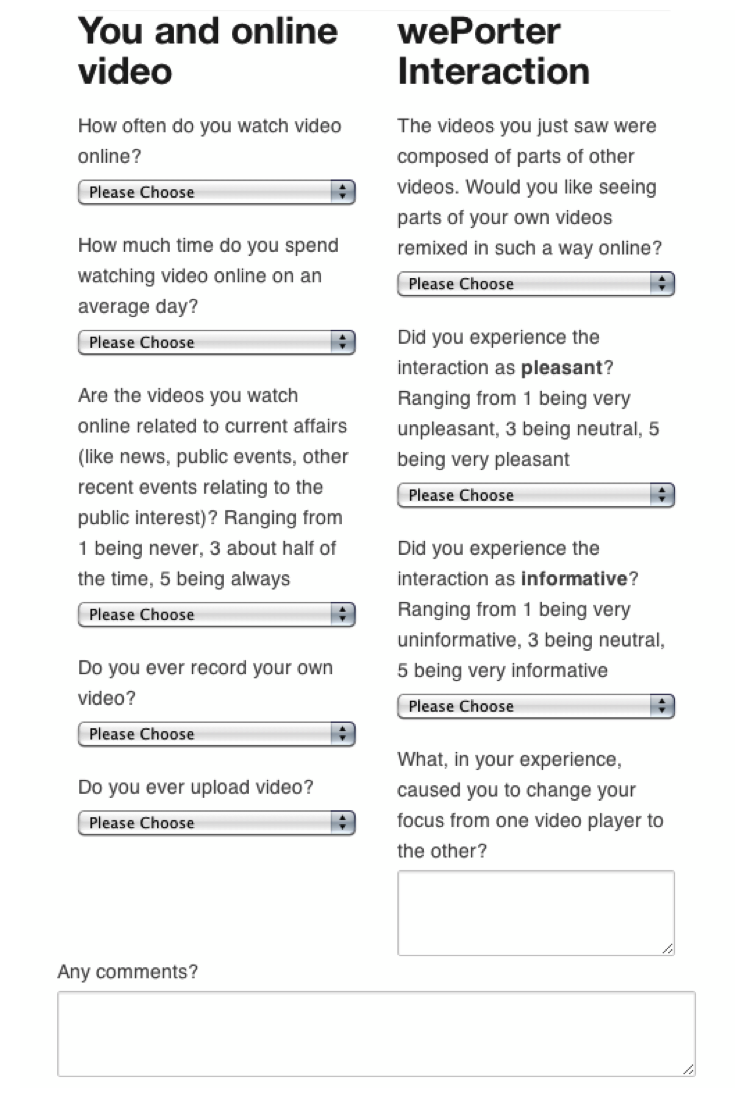 You and online
video
How often do you watch video
online?
Please Choose
How much time do you spend
watching video online on an
average day?
Please Choose
Are the videos you watch
online related to current affairs
(like news, public events, other
recent events relating to the
public interest)? Ranging from
1 being never, 3 about half of
the time, 5 being always
Please Choose
Do you ever record your own
video?
Please Choose
Do you ever upload video?
Please Choose
wePorter
Interaction
The videos you just saw were
composed of parts of other
videos. Would you like seeing
parts of your own videos
remixed in such a way online?
Please Choose
Did you experience the
interaction as pleasant?
Ranging from 1 being very
unpleasant, 3 being neutral, 5
being very pleasant
Please Choose
Did you experience the
interaction as informative?
Ranging from 1 being very
uninformative, 3 being neutral,
5 being very informative
Please Choose
What, in your experience,
caused you to change your
focus from one video player to
the other?
Any comments?